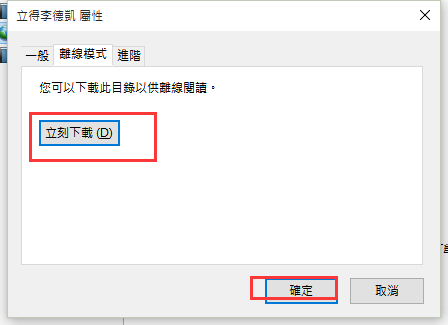 立得李德凱 屬性
一般 離線模式 進階
您可以下載此目錄以供離線閱讀。
立刻下載 (D)
確定 取消